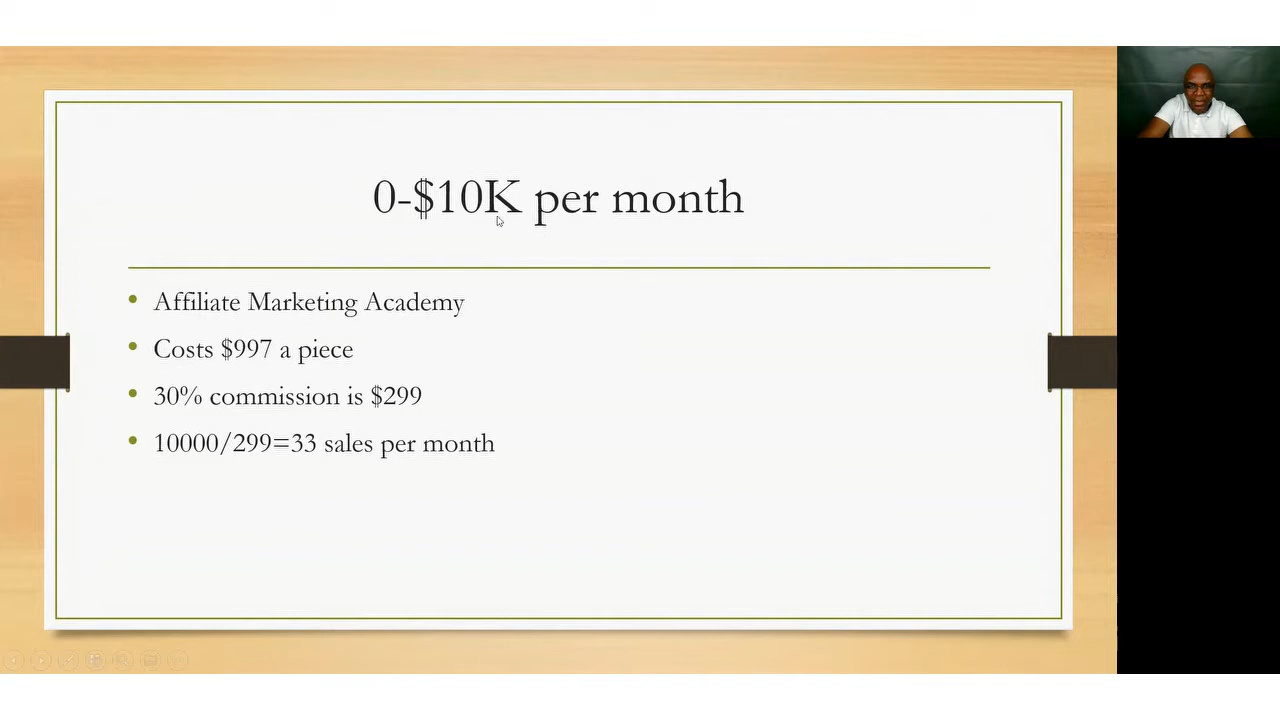 0-$10K per month
Affiliate Marketing Academy
Costs $997 a piece
30% commission is $299
10000/299=33 sales per month